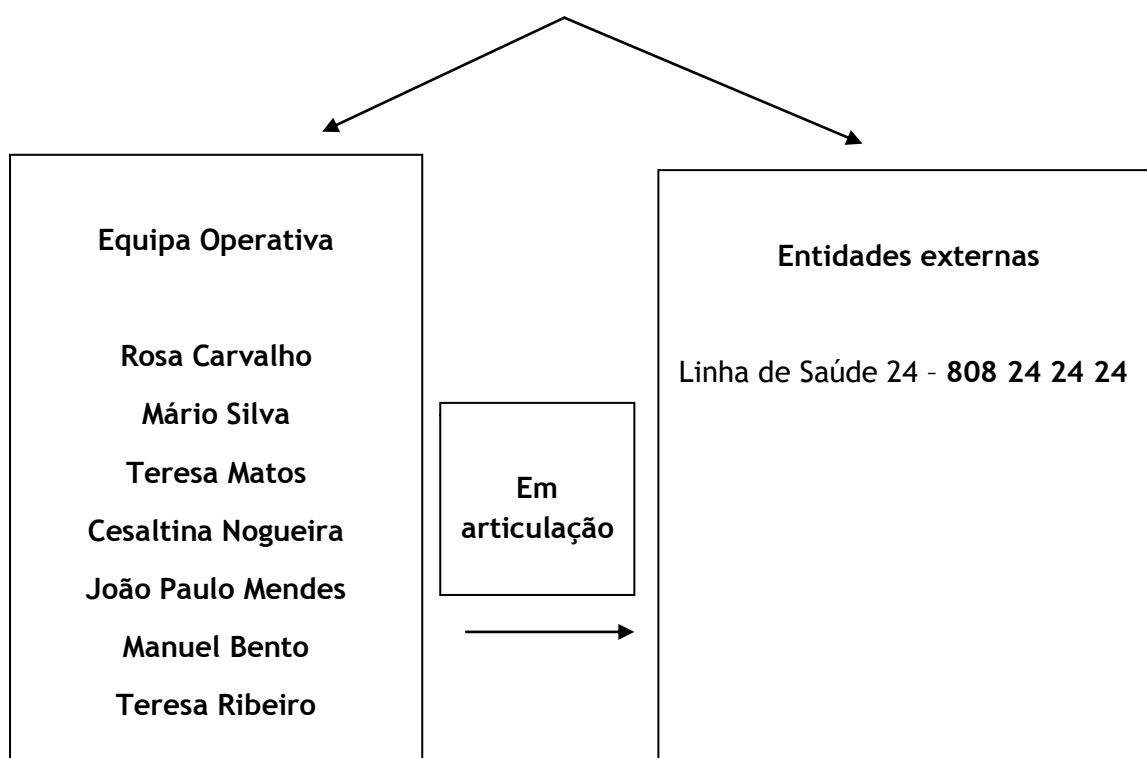 Equipa Operativa
Rosa Carvalho
Mário Silva
Teresa Matos
Cesaltina Nogueira
João Paulo Mendes
Manuel Bento
Teresa Ribeiro
Em
articulação
Entidades externas
Linha de Saúde 24 – 808 24 24 24